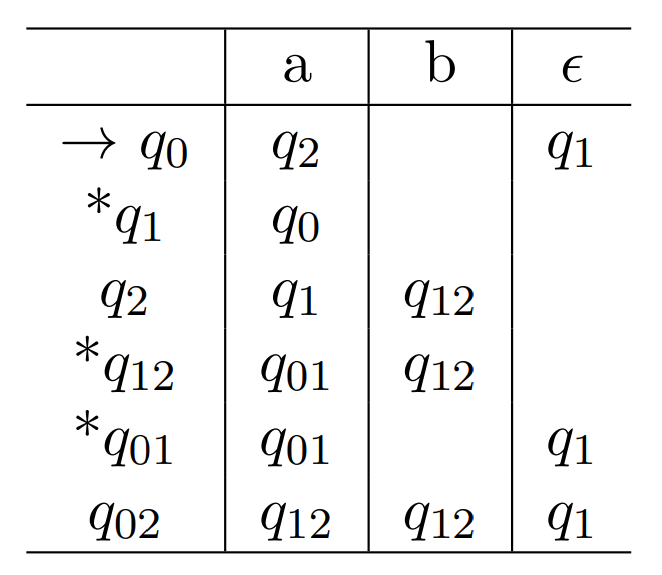 a b ϵ
→ q₀ q₂ q₁
*q₁ q₀
q₂ q₁ q₁₂
*q₁₂ q₀₁ q₁₂
*q₀₁ q₀₁ q₁
q₀₂ q₁₂ q₁₂ q₁